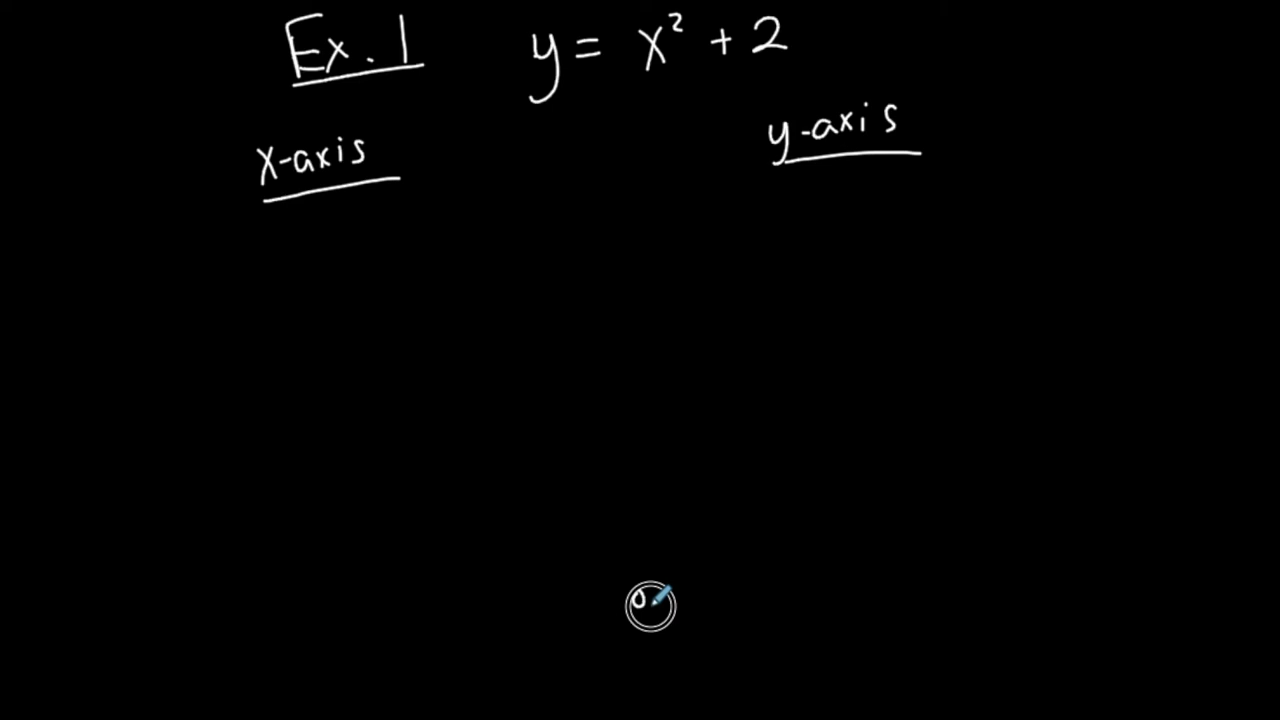 Ex. 1 y = x² + 2
x-axis y-axis
o